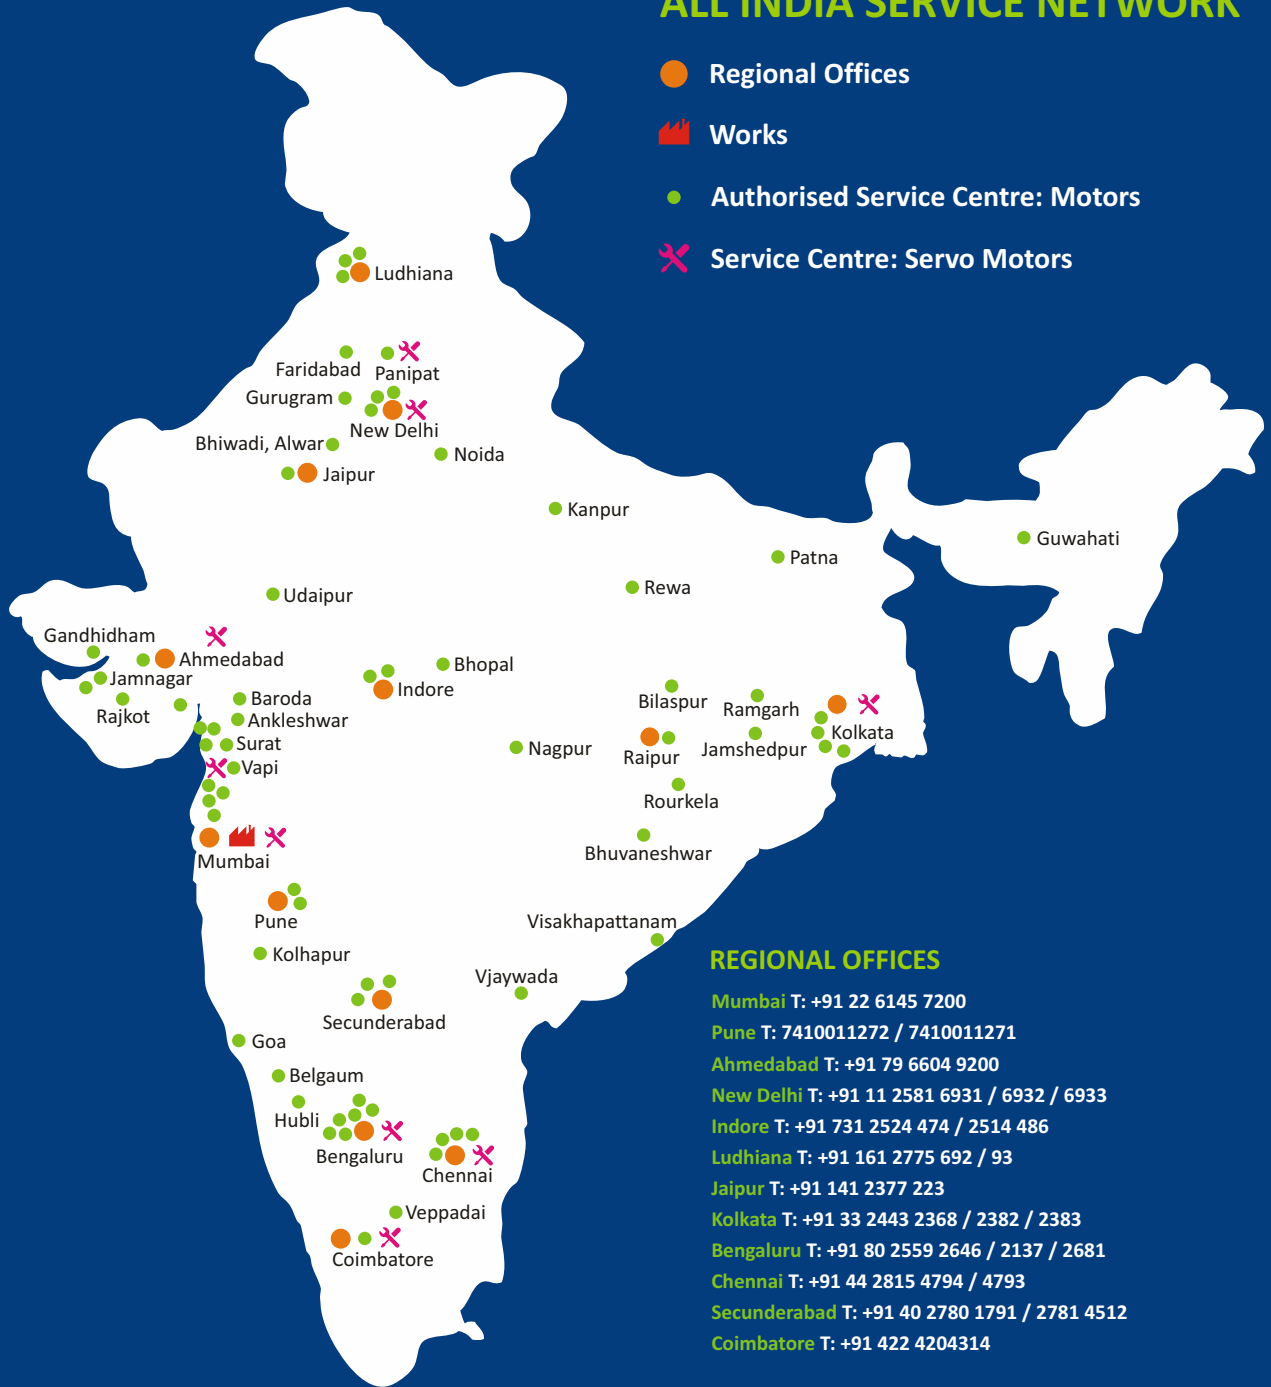 ALL INDIA SERVICE NETWORK
Regional Offices
Works
Authorised Service Centre: Motors
Service Centre: Servo Motors
Ludhiana
Faridabad
Panipat
Gurugram
New Delhi
Bhiwadi, Alwar
Noida
Jaipur
Kanpur
Guwahati
Patna
Rewa
Udaipur
Gandhidham
Ahmedabad
Bhopal
Jamnagar
Indore
Baroda
Bilaspur
Ramgarh
Rajkot
Ankleshwar
Kolkata
Surat
Nagpur
Raipur
Jamshedpur
Vapi
Rourkela
Bhuvaneshwar
Mumbai
Pune
Visakhapattanam
Kolhapur
Vjaywada
Secunderabad
Goa
Belgaum
Hubli
Bengaluru
Chennai
Veppadai
Coimbatore
REGIONAL OFFICES
Mumbai T: +91 22 6145 7200
Pune T: 7410011272 / 7410011271
Ahmedabad T: +91 79 6604 9200
New Delhi T: +91 11 2581 6931 / 6932 / 6933
Indore T: +91 731 2524 474 / 2514 486
Ludhiana T: +91 161 2775 692 / 93
Jaipur T: +91 141 2377 223
Kolkata T: +91 33 2443 2368 / 2382 / 2383
Bengaluru T: +91 80 2559 2646 / 2137 / 2681
Chennai T: +91 44 2815 4794 / 4793
Secunderabad T: +91 40 2780 1791 / 2781 4512
Coimbatore T: +91 422 4204314